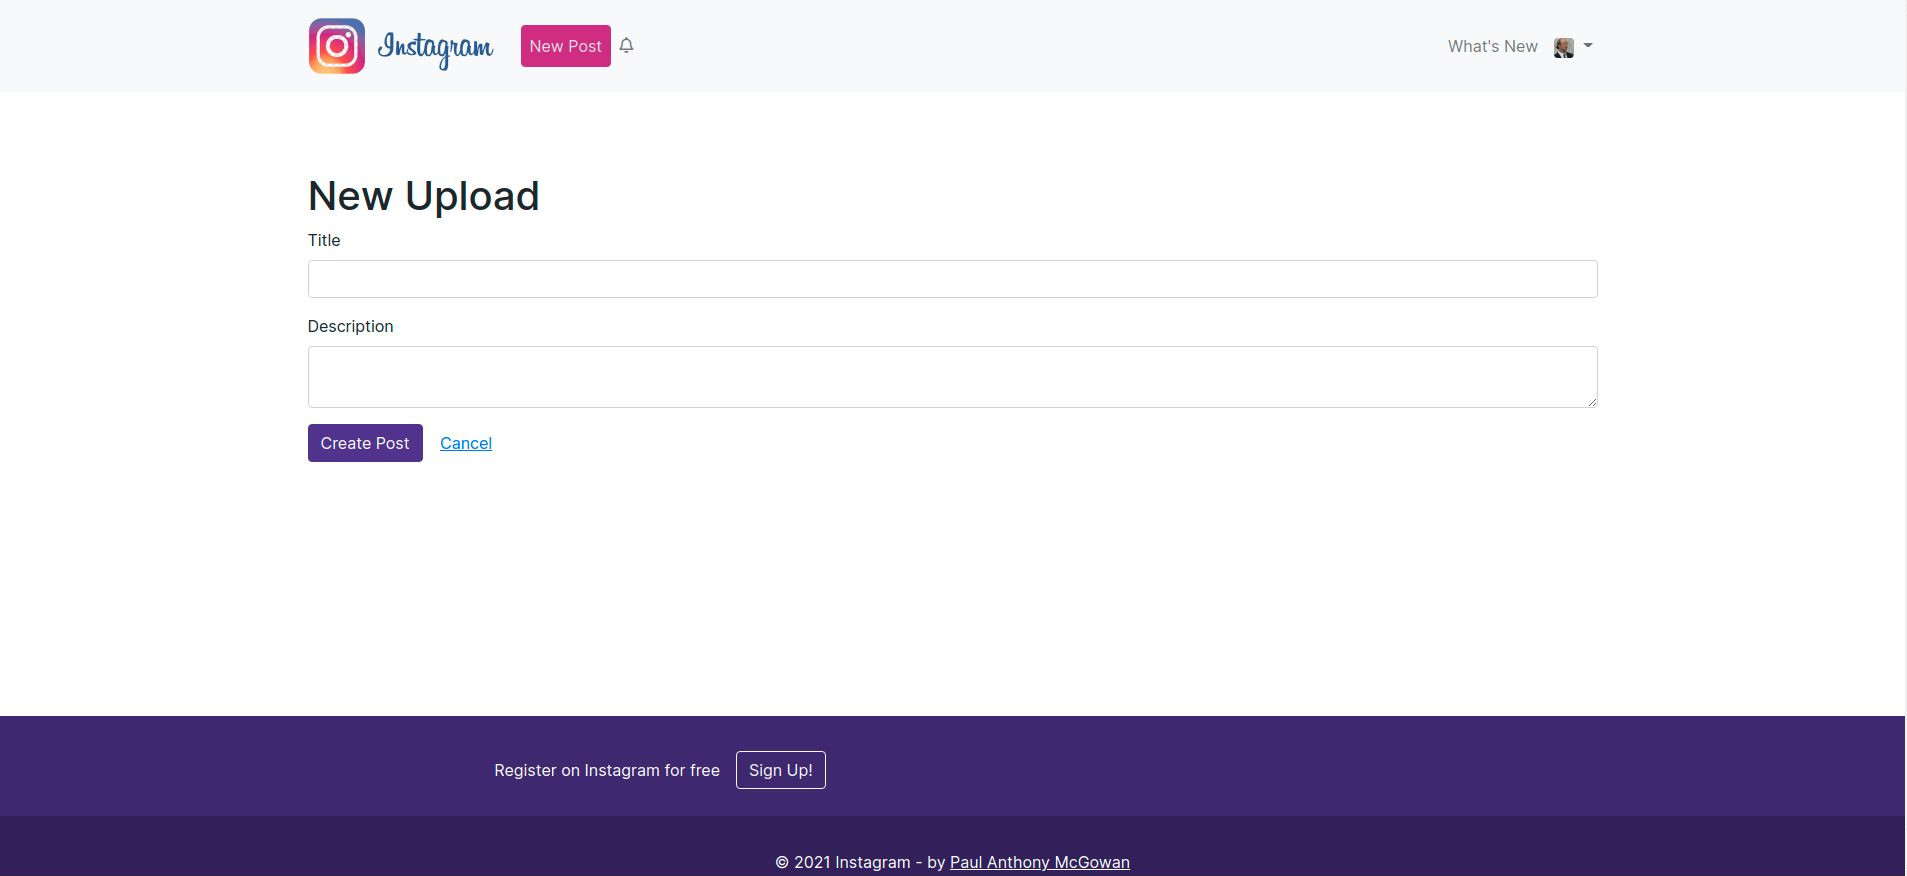 Instagram New Post What's New
New Upload
Title
Description
Create Post Cancel
Register on Instagram for free Sign Up!
© 2021 Instagram - by Paul Anthony McGowan